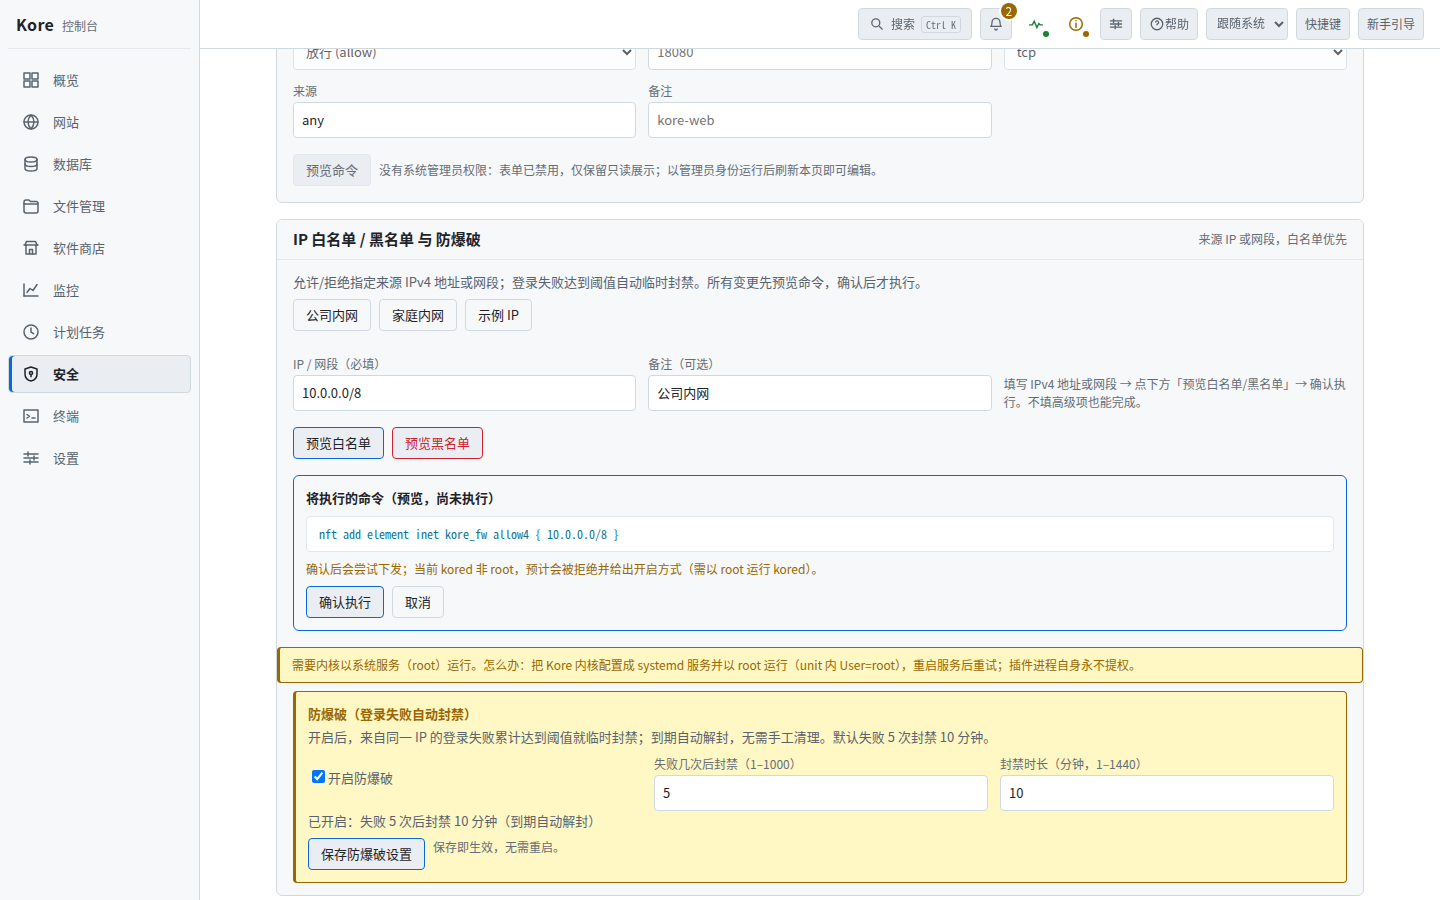 Kore 控制台
搜索 Ctrl K
2
帮助
跟随系统
快捷键
新手引导
概览
网站
数据库
文件管理
软件商店
监控
计划任务
安全
终端
设置
放行 (allow)
18080
tcp
来源
备注
any
kore-web
预览命令
没有系统管理员权限：表单已禁用，仅保留只读展示；以管理员身份运行后刷新本页即可编辑。
IP 白名单 / 黑名单 与 防爆破
来源 IP 或网段，白名单优先
允许/拒绝指定来源 IPv4 地址或网段；登录失败达到阈值自动临时封禁。所有变更先预览命令，确认后才执行。
公司内网
家庭内网
示例 IP
IP / 网段（必填）
备注（可选）
10.0.0.0/8
公司内网
填写 IPv4 地址或网段 → 点下方「预览白名单/黑名单」→ 确认执
行。不填高级项也能完成。
预览白名单
预览黑名单
将执行的命令（预览，尚未执行）
nft add element inet kore_fw allow4 { 10.0.0.0/8 }
确认后会尝试下发；当前 kored 非 root，预计会被拒绝并给出开启方式（需以 root 运行 kored）。
确认执行
取消
需要内核以系统服务（root）运行。怎么办：把 Kore 内核配置成 systemd 服务并以 root 运行（unit 内 User=root），重启服务后重试；插件进程自身永不提权。
防爆破（登录失败自动封禁）
开启后，来自同一 IP 的登录失败累计达到阈值就临时封禁；到期自动解封，无需手工清理。默认失败 5 次封禁 10 分钟。
开启防爆破
失败几次后封禁（1–1000）
封禁时长（分钟，1–1440）
5
10
已开启：失败 5 次后封禁 10 分钟（到期自动解封）
保存防爆破设置
保存即生效，无需重启。